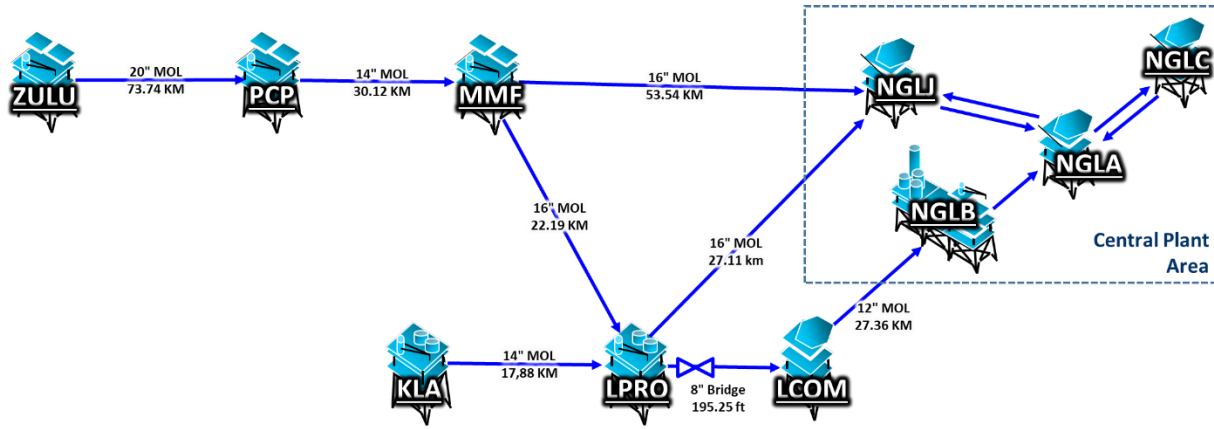 ZULU
20" MOL
73.74 KM
PCP
14" MOL
30.12 KM
MMF
16" MOL
53.54 KM
NGLJ
NGLC
NGLA
NGLB
Central Plant
Area
16" MOL
22.19 KM
16" MOL
27.11 km
12" MOL
27.36 KM
KLA
14" MOL
17,88 KM
LPRO
8" Bridge
195.25 ft
LCOM